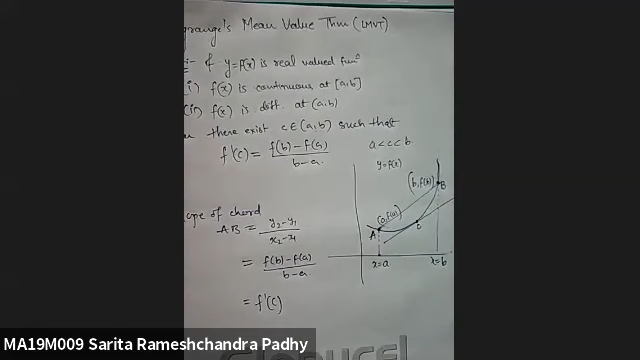 grange's Mean Value Thm (LMVT)
If y=f(x) is real valued funⁿ
(i) f(x) is continuous at [a,b]
(ii) f(x) is diff. at (a,b)
there exist c∈(a,b) such that
f'(c) = f(b)-f(a) / b-a
a<c<b.
y=f(x)
(b,f(b)) B
(a,f(a))
A
c
x=a
x=b
ope of chord
AB = y₂-y₁ / x₂-x₁
= f(b)-f(a) / b-a
= f'(c)
MA19M009 Sarita Rameshchandra Padhy